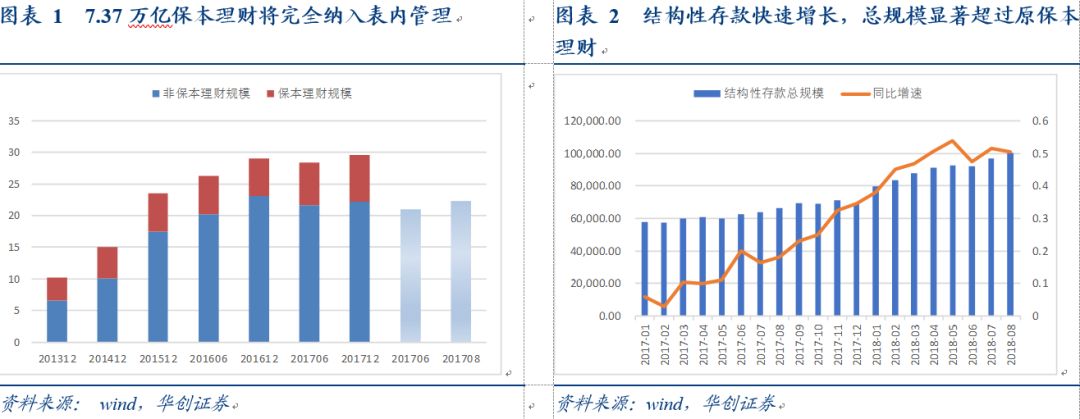 图表 1 7.37 万亿保本理财将完全纳入表内管理
非保本理财规模 保本理财规模
35
30
25
20
15
10
5
0
201312 201412 201512 201606 201612 201706 201712 201706 201708
资料来源: wind，华创证券
图表 2 结构性存款快速增长，总规模显著超过原保本
理财
结构性存款总规模 同比增速
120,000.00 0.6
100,000.00 0.5
80,000.00 0.4
60,000.00 0.3
40,000.00 0.2
20,000.00 0.1
0.00 0
2017-01 2017-02 2017-03 2017-04 2017-05 2017-06 2017-07 2017-08 2017-09 2017-10 2017-11 2017-12 2018-01 2018-02 2018-03 2018-04 2018-05 2018-06 2018-07 2018-08
资料来源：wind，华创证券